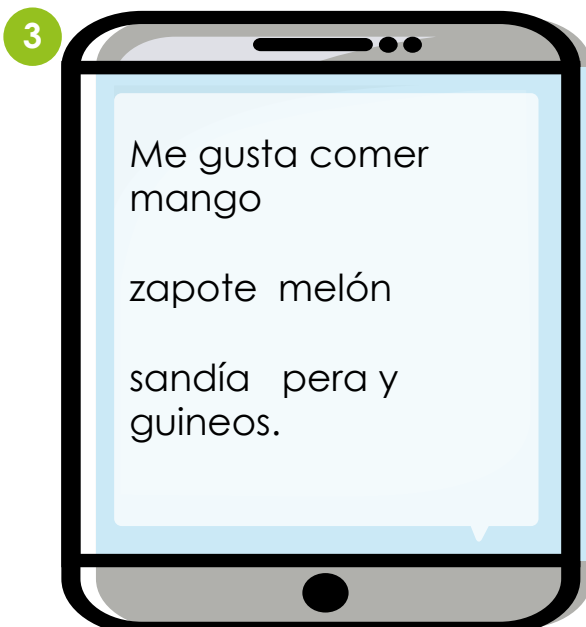 3
Me gusta comer
mango
zapote  melón
sandía   pera y
guineos.